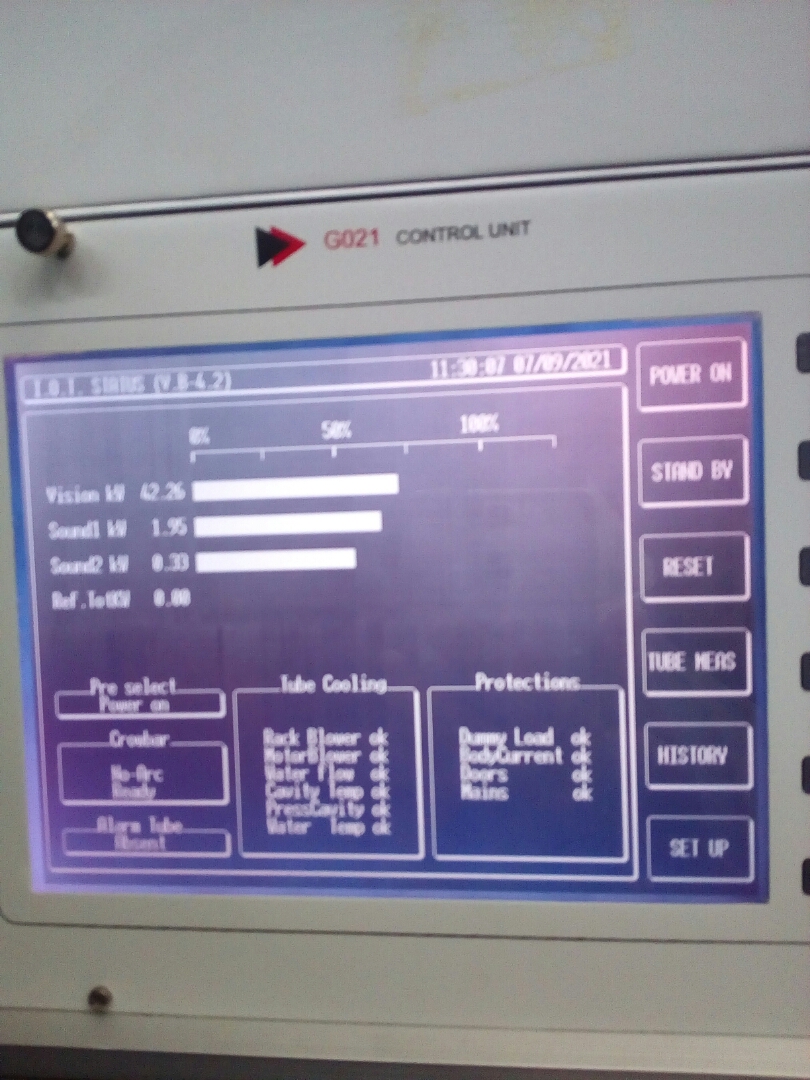 G021 CONTROL UNIT
I.O.T. STATUS (V.8-4.2) 11:30:07 07/09/2021
0% 50% 100%
Vision kW 42.26
Sound1 kW 1.95
Sound2 kW 0.33
Ref.TotKW 0.00
Pre select
Power on
Crowbar
No-Arc
Ready
Alarm Tube
Absent
Tube Cooling
Rack Blower ok
MotorBlower ok
Water flow ok
Cavity Temp ok
PressCavity ok
Water Temp ok
Protections
Dummy Load ok
BodyCurrent ok
Doors ok
Mains ok
POWER ON
STAND BY
RESET
TUBE MEAS
HISTORY
SET UP